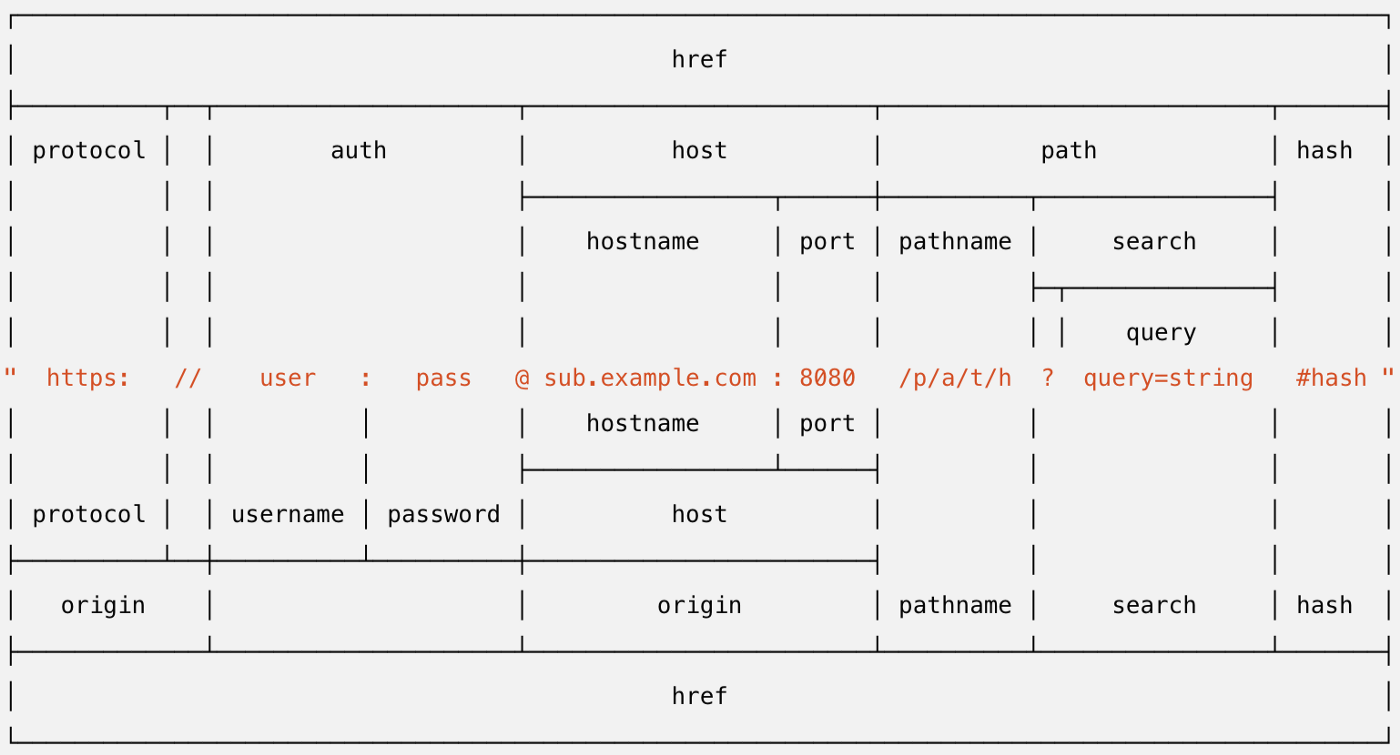 href
protocol auth host path hash
hostname port pathname search
query
" https: // user : pass @ sub.example.com : 8080 /p/a/t/h ? query=string #hash "
hostname port
protocol username password host
origin origin pathname search hash
href